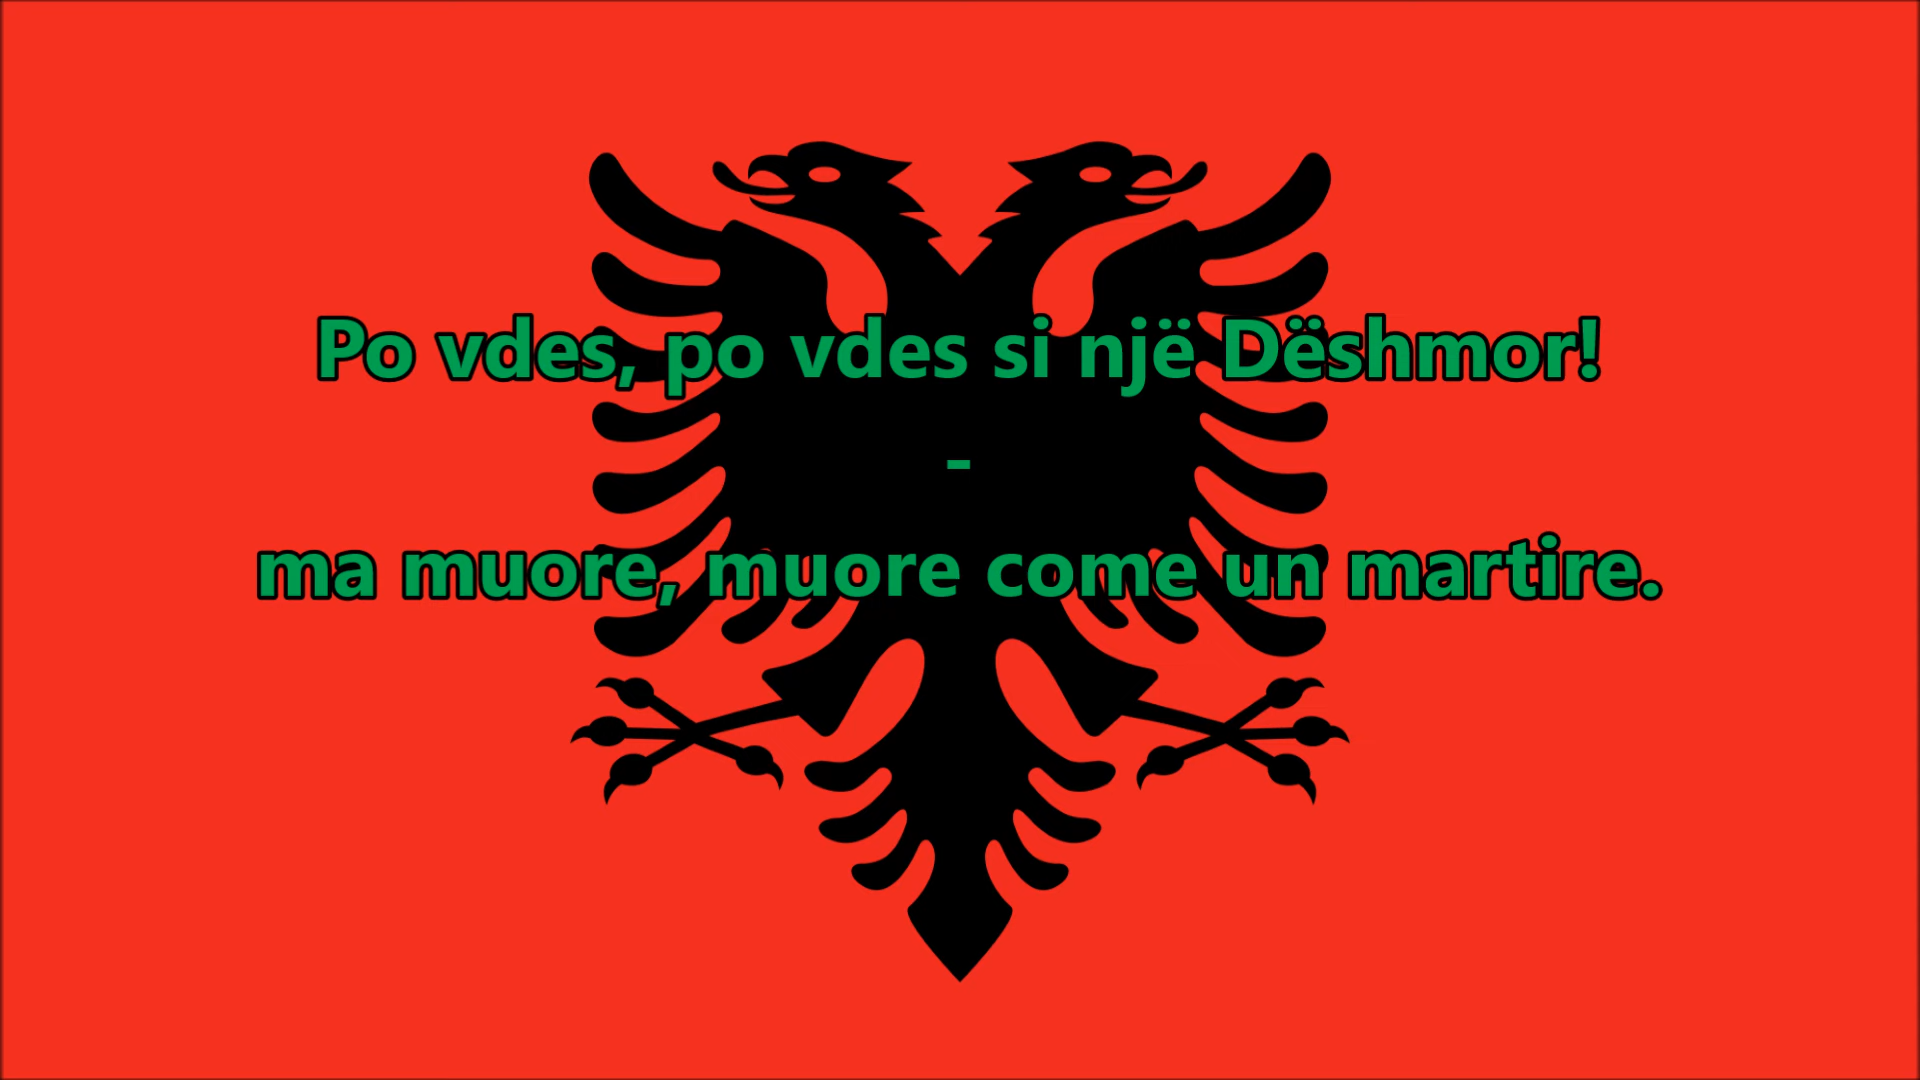 Po vdes, po vdes si një Dëshmor!
-
ma muore, muore come un martire.